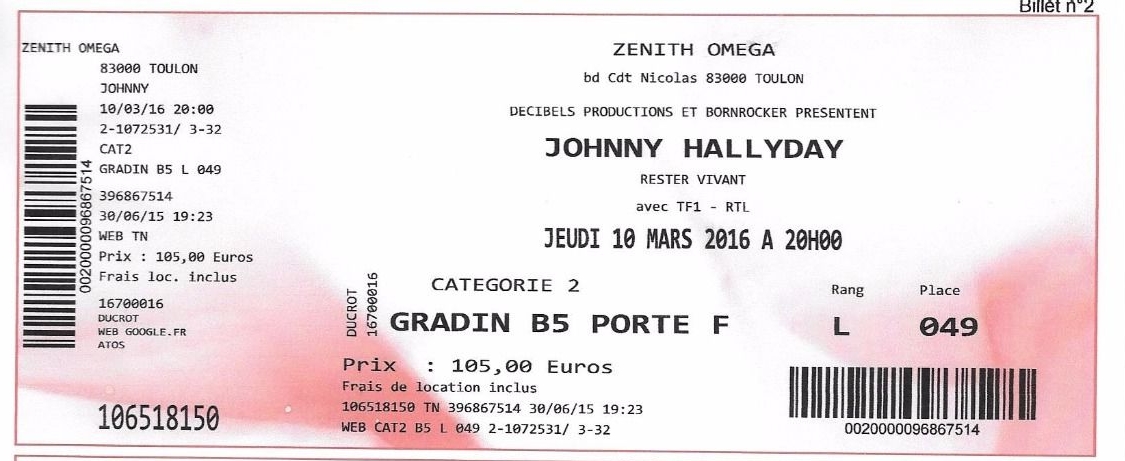 Billet n°2
ZENITH OMEGA
83000 TOULON
JOHNNY
10/03/16 20:00
2-1072531/ 3-32
CAT2
GRADIN B5 L 049
396867514
30/06/15 19:23
WEB TN
Prix : 105,00 Euros
Frais loc. inclus
16700016
DUCROT
WEB GOOGLE.FR
ATOS
106518150
0020000096867514
ZENITH OMEGA
bd Cdt Nicolas 83000 TOULON
DECIBELS PRODUCTIONS ET BORNROCKER PRESENTENT
JOHNNY HALLYDAY
RESTER VIVANT
avec TF1 - RTL
JEUDI 10 MARS 2016 A 20H00
CATEGORIE 2
Rang Place
DUCROT
16700016
GRADIN B5 PORTE F L 049
Prix : 105,00 Euros
Frais de location inclus
106518150 TN 396867514 30/06/15 19:23
WEB CAT2 B5 L 049 2-1072531/ 3-32
0020000096867514